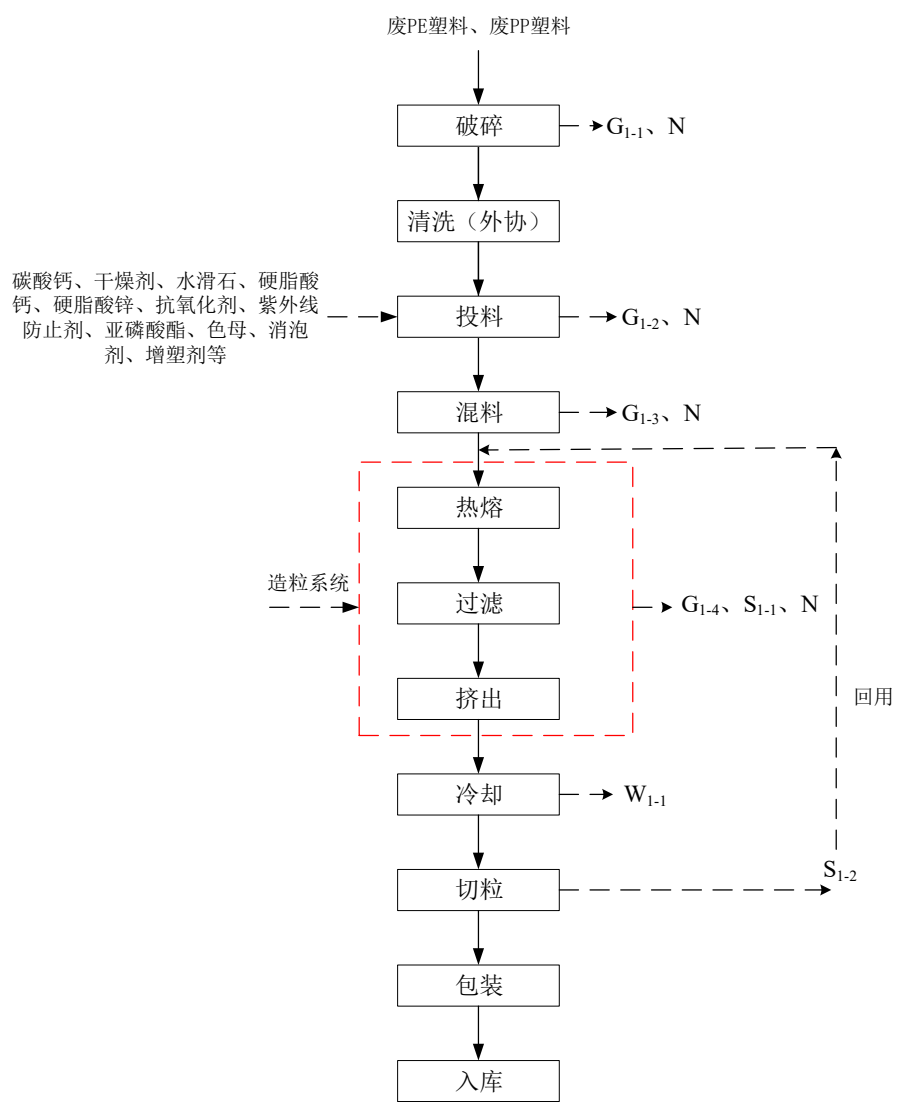 废PE塑料、废PP塑料
破碎
G1-1、N
清洗（外协）
碳酸钙、干燥剂、水滑石、硬脂酸
钙、硬脂酸锌、抗氧化剂、紫外线
防止剂、亚磷酸酯、色母、消泡
剂、增塑剂等
投料
G1-2、N
混料
G1-3、N
热熔
造粒系统
过滤
G1-4、S1-1、N
挤出
回用
冷却
W1-1
切粒
S1-2
包装
入库